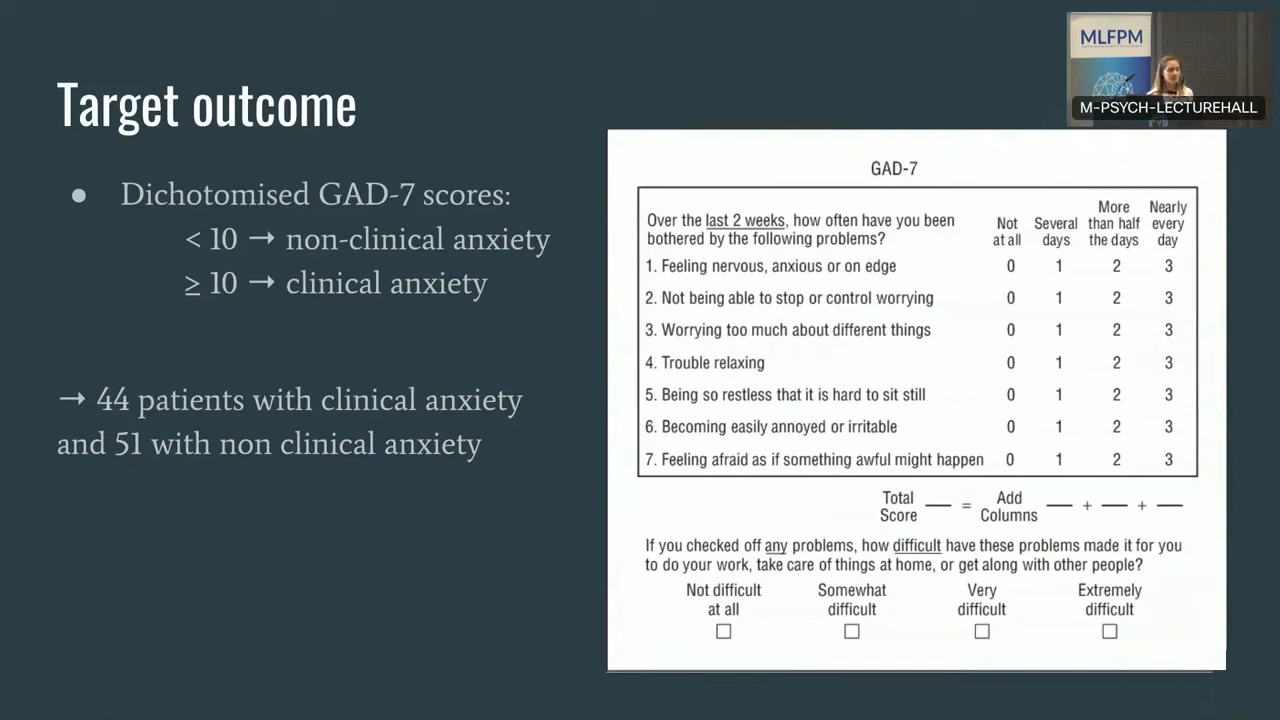 MLFPM
M-PSYCH-LECTUREHALL
Target outcome
● Dichotomised GAD-7 scores:
< 10 → non-clinical anxiety
≥ 10 → clinical anxiety
→ 44 patients with clinical anxiety
and 51 with non clinical anxiety
GAD-7
Over the last 2 weeks, how often have you been
bothered by the following problems?
Not at all
Several days
More than half the days
Nearly every day
1. Feeling nervous, anxious or on edge 0 1 2 3
2. Not being able to stop or control worrying 0 1 2 3
3. Worrying too much about different things 0 1 2 3
4. Trouble relaxing 0 1 2 3
5. Being so restless that it is hard to sit still 0 1 2 3
6. Becoming easily annoyed or irritable 0 1 2 3
7. Feeling afraid as if something awful might happen 0 1 2 3
Total Score — = Add Columns — + — + —
If you checked off any problems, how difficult have these problems made it for you
to do your work, take care of things at home, or get along with other people?
Not difficult at all
Somewhat difficult
Very difficult
Extremely difficult